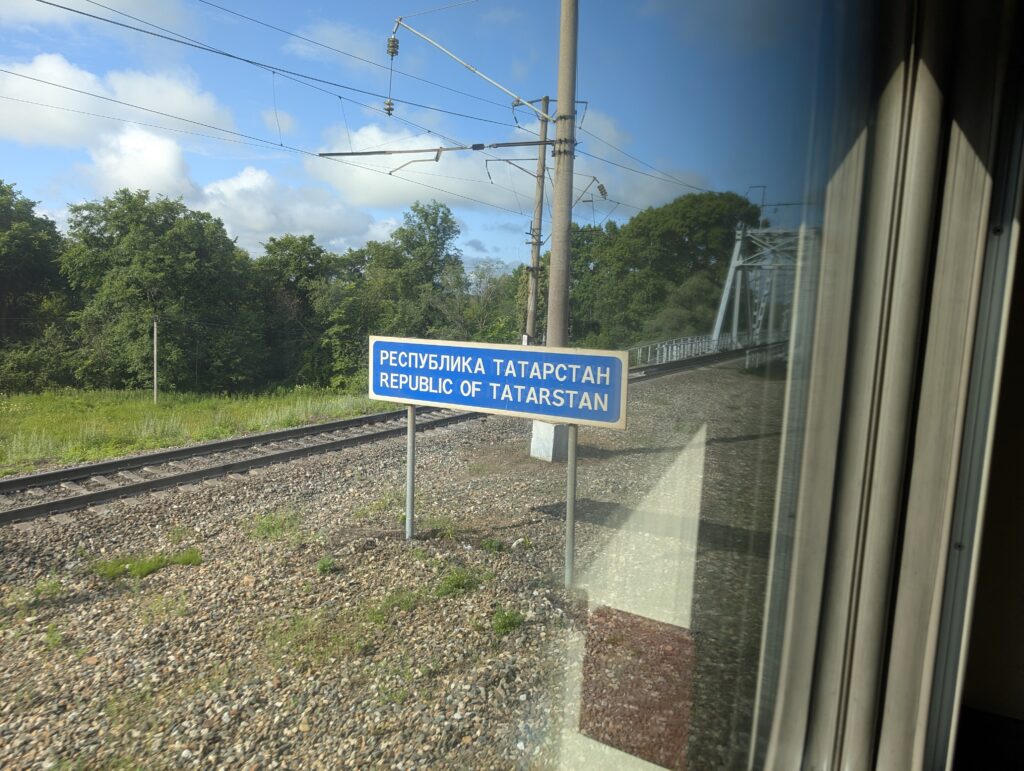 РЕСПУБЛИКА ТАТАРСТАН
REPUBLIC OF TATARSTAN